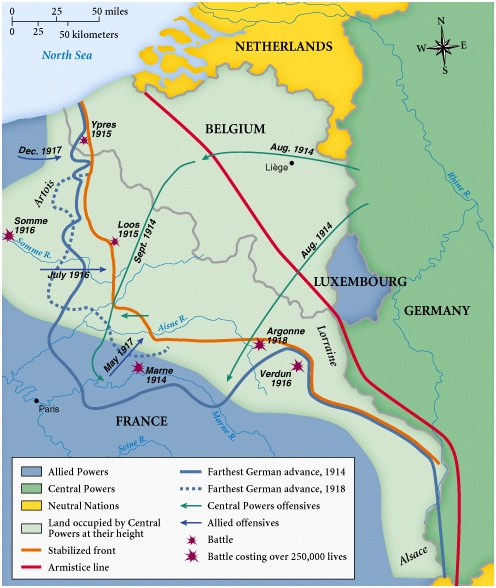 0 50 miles
0 25 50 kilometers
North Sea
NETHERLANDS
N
W E
S
Ypres
1915
BELGIUM
Dec. 1917
Aug. 1914
Liège
Artois
Rhine R.
Somme
1916
Somme R.
Loos
1915
Sept. 1914
Aug. 1914
July 1916
LUXEMBOURG
GERMANY
Aisne R.
Argonne
1918
Lorraine
May 1917
Marne
1914
Verdun
1916
Paris
FRANCE
Marne R.
Seine R.
Allied Powers
Central Powers
Neutral Nations
Land occupied by Central
Powers at their height
Stabilized front
Armistice line
Farthest German advance, 1914
Farthest German advance, 1918
Central Powers offensives
Allied offensives
Battle
Battle costing over 250,000 lives
Alsace